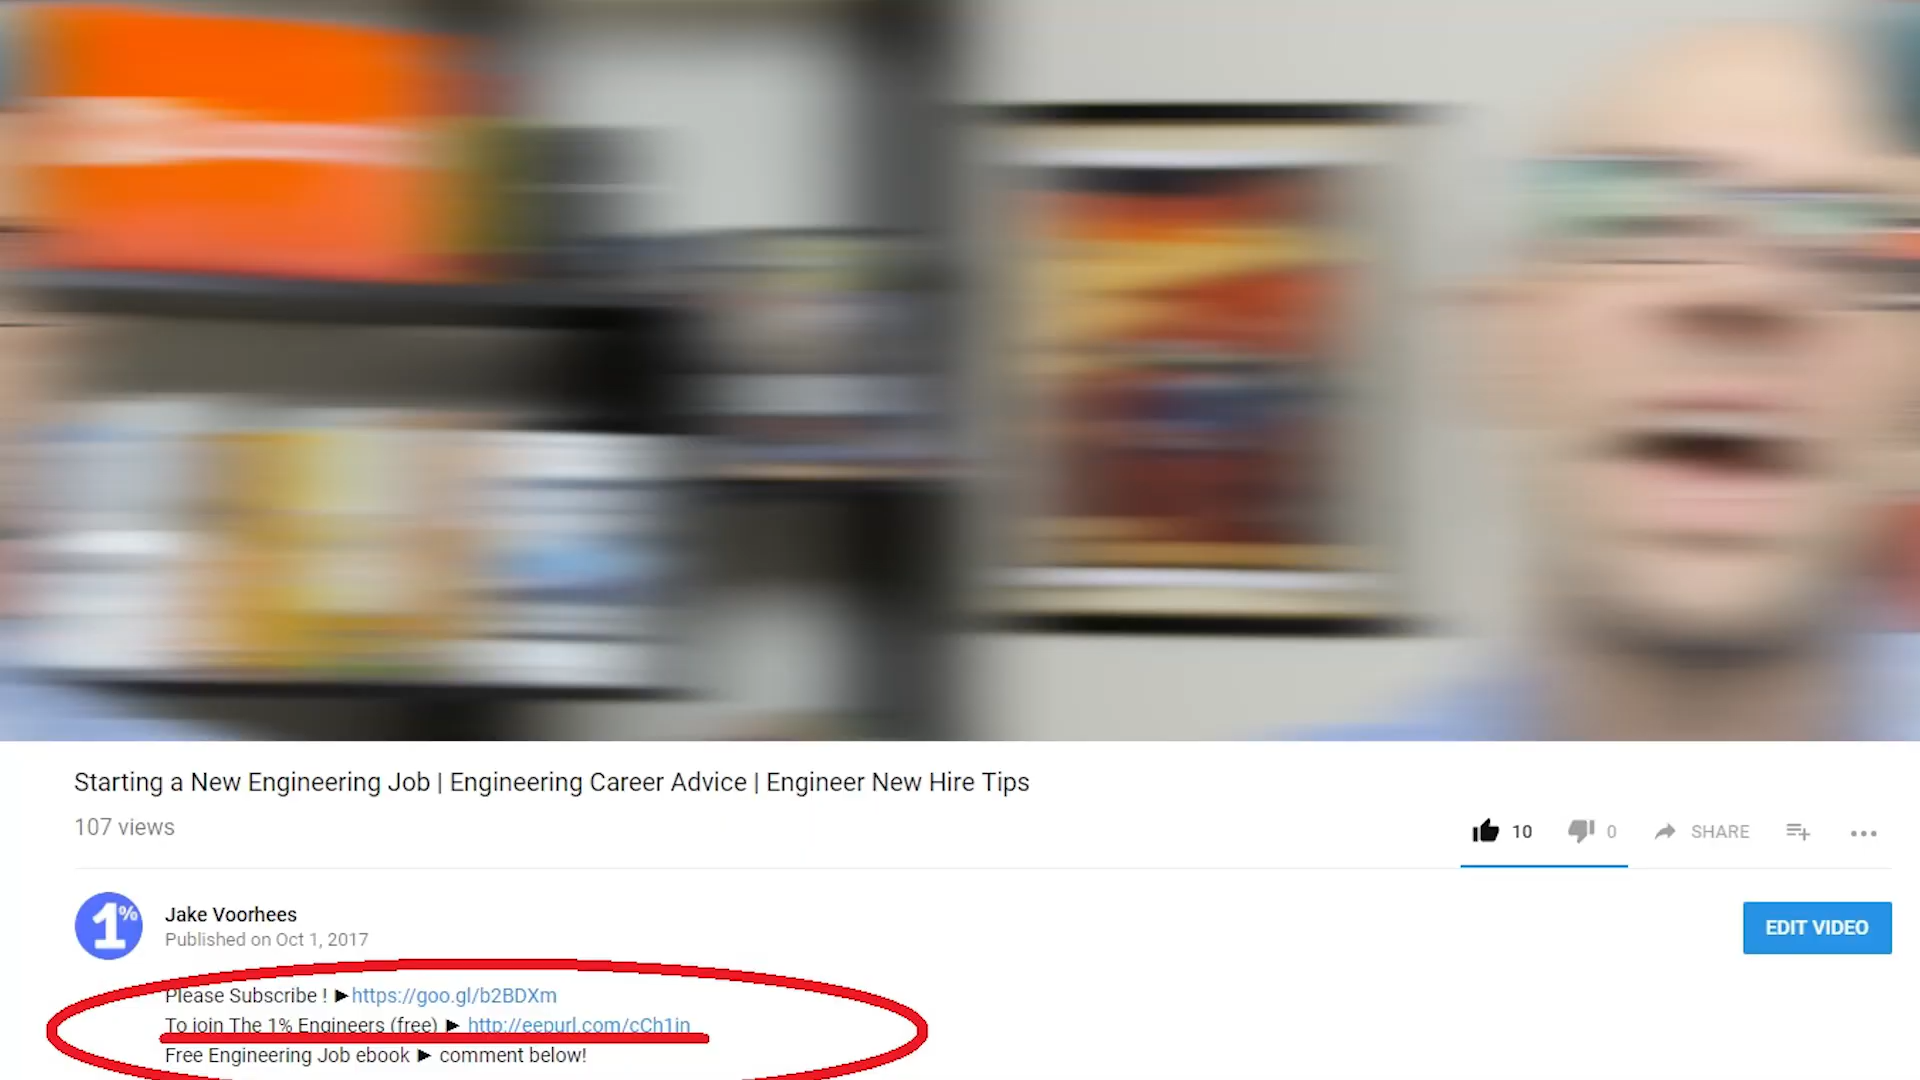 Starting a New Engineering Job | Engineering Career Advice | Engineer New Hire Tips
107 views
10
0
SHARE
1%
Jake Voorhees
Published on Oct 1, 2017
EDIT VIDEO
Please Subscribe ! ►https://goo.gl/b2BDXm
To join The 1% Engineers (free) ► http://eepurl.com/cCh1in
Free Engineering Job ebook ► comment below!